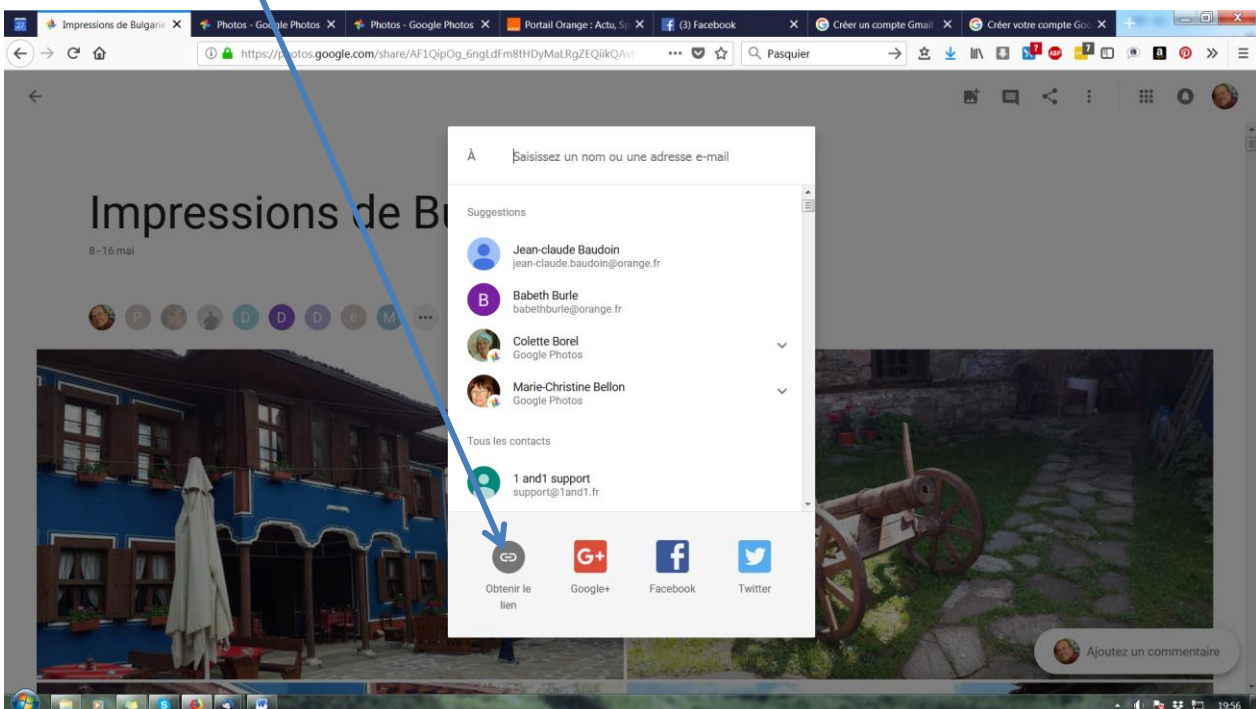 27
Impressions de Bulgarie
Photos - Google Photos
Photos - Google Photos
Portail Orange : Actu, Sp
(3) Facebook
Créer un compte Gmail
Créer votre compte Goo
https://photos.google.com/share/AF1QipOg_6ngLdFm8tHDyMaLRgZEQiikQAvH
Pasquier
Impressions de Bu
8–16 mai
P
D
D
D
e
M
À
Saisissez un nom ou une adresse e-mail
Suggestions
Jean-claude Baudoin
jean-claude.baudoin@orange.fr
B
Babeth Burle
babethburle@orange.fr
Colette Borel
Google Photos
Marie-Christine Bellon
Google Photos
Tous les contacts
1 and1 support
support@1and1.fr
G+
f
Obtenir le
lien
Google+
Facebook
Twitter
Ajoutez un commentaire
19:56